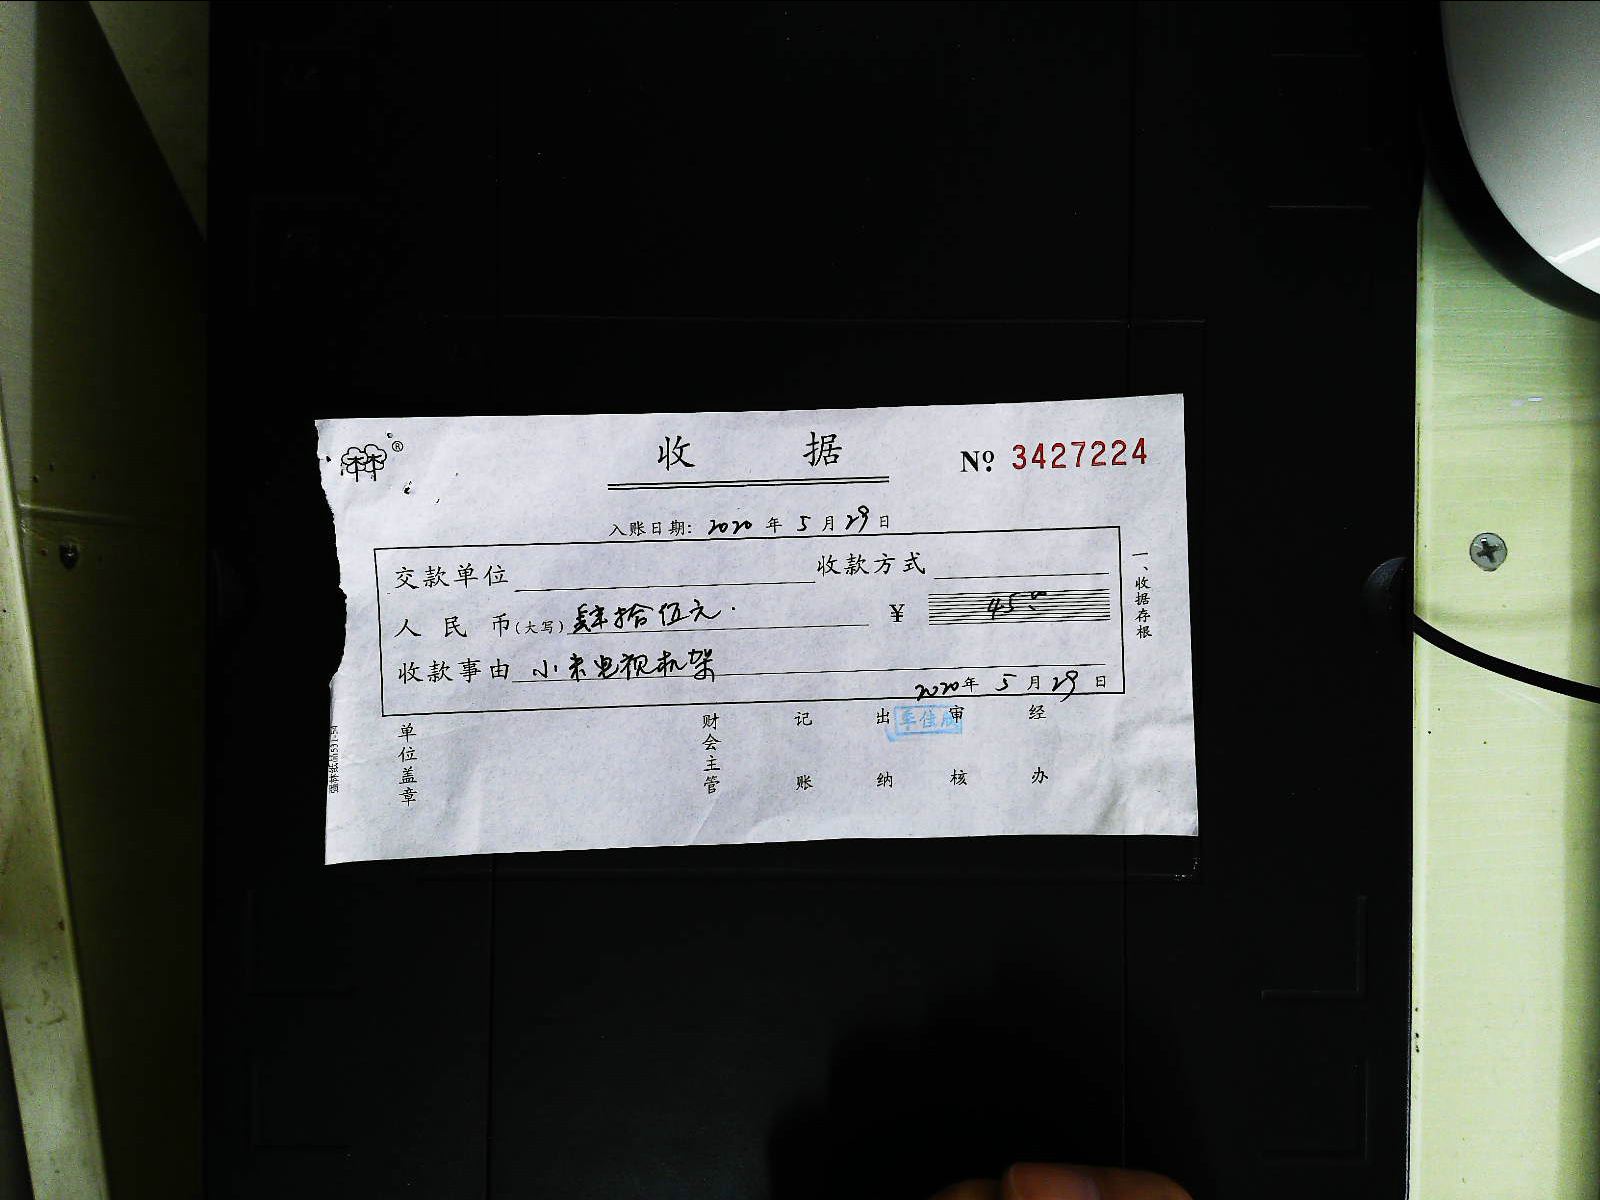 收据
№ 3427224
入账日期: 2020 年 5 月 29 日
交款单位 收款方式
人民币(大写) 肆拾伍元. ¥ 45.00
收款事由 小米电视机架
2020年 5 月 29 日
单位盖章 财会主管 记账 出纳 审核 经办
一、收据存根